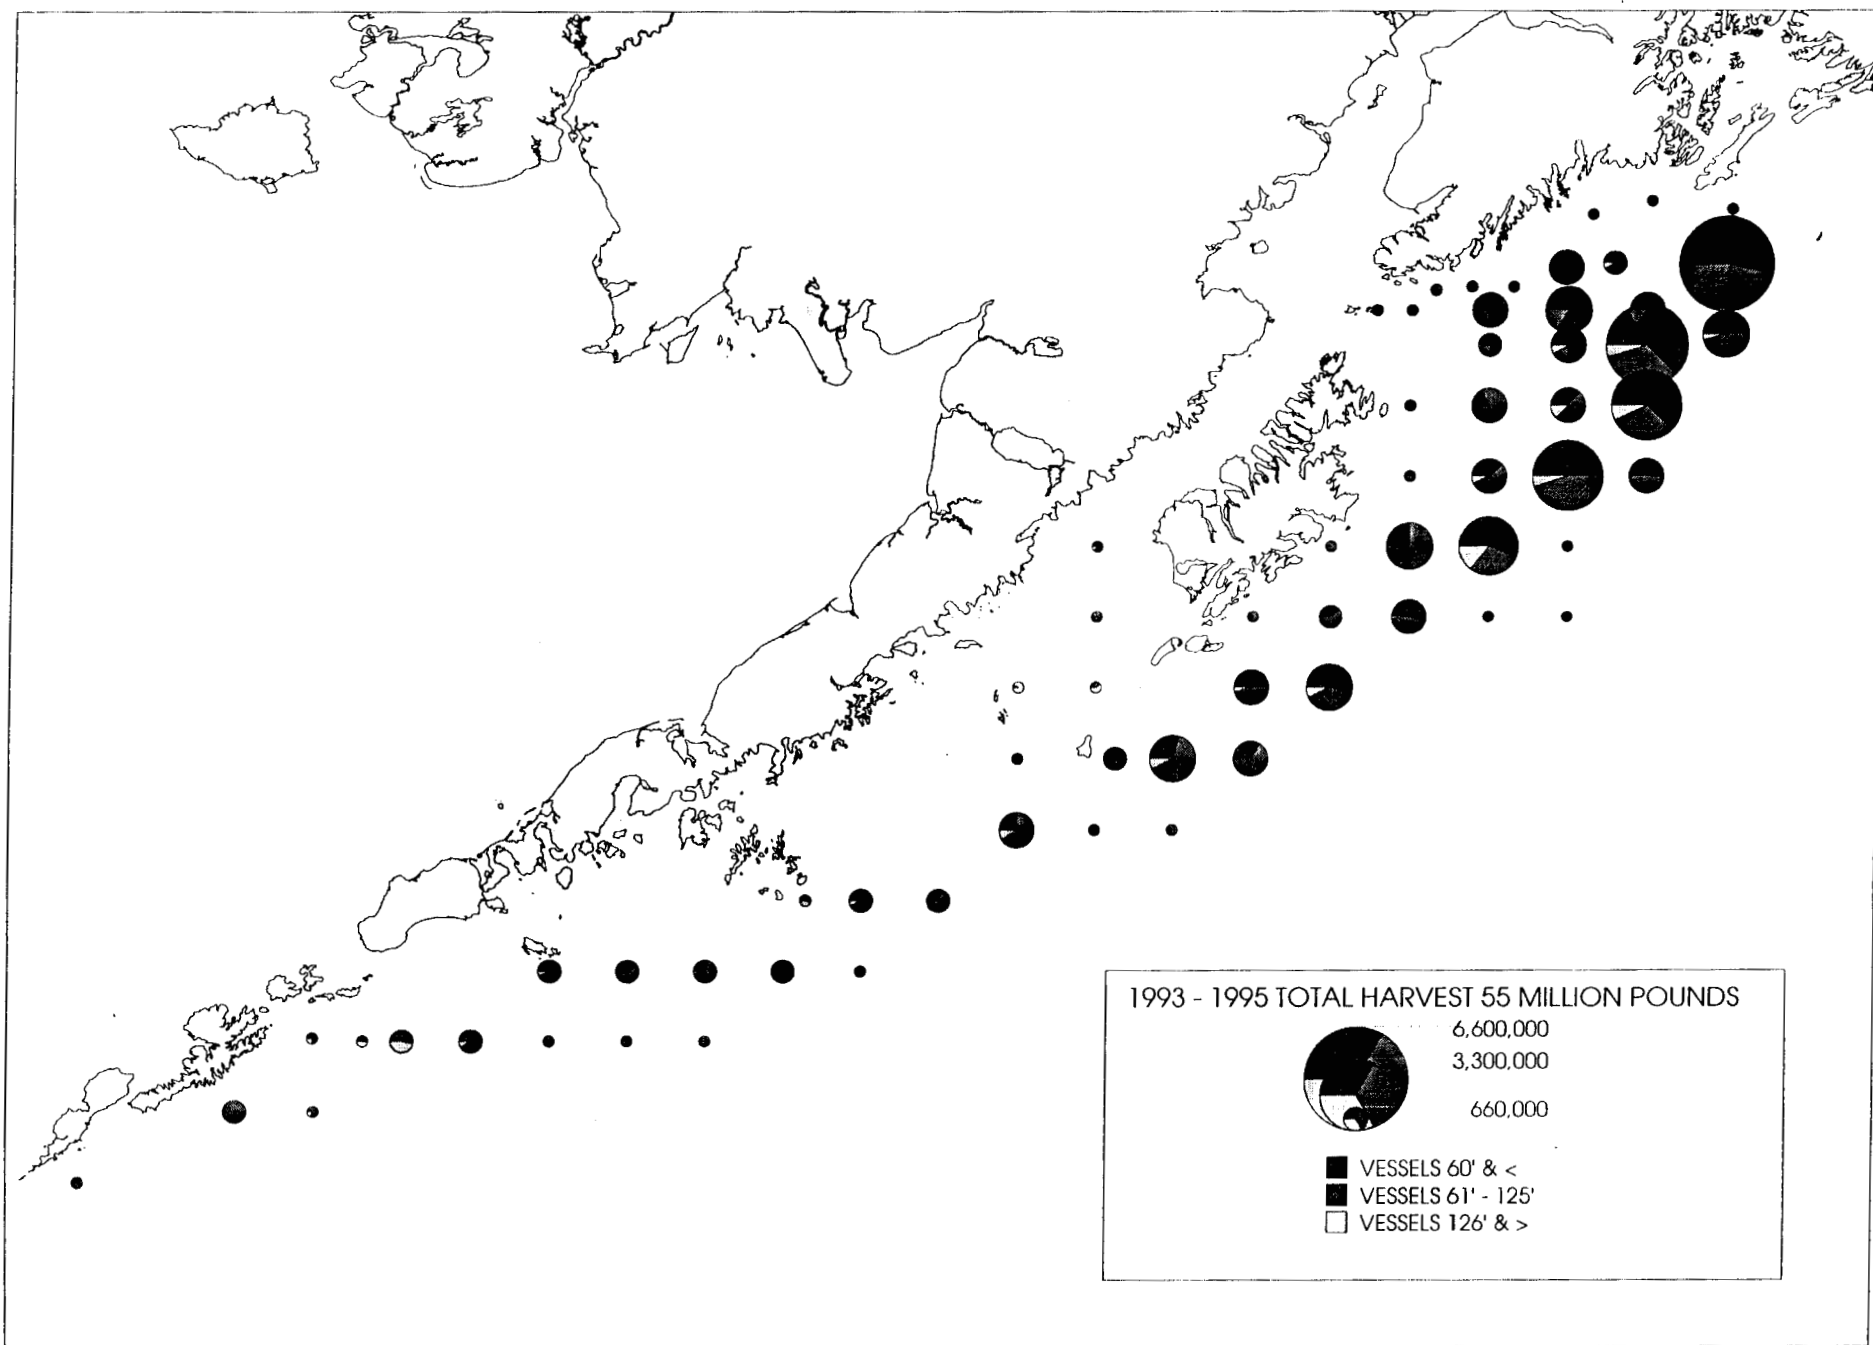 1993 - 1995 TOTAL HARVEST 55 MILLION POUNDS
6,600,000
3,300,000
660,000
VESSELS 60' & <
VESSELS 61' - 125'
VESSELS 126' & >